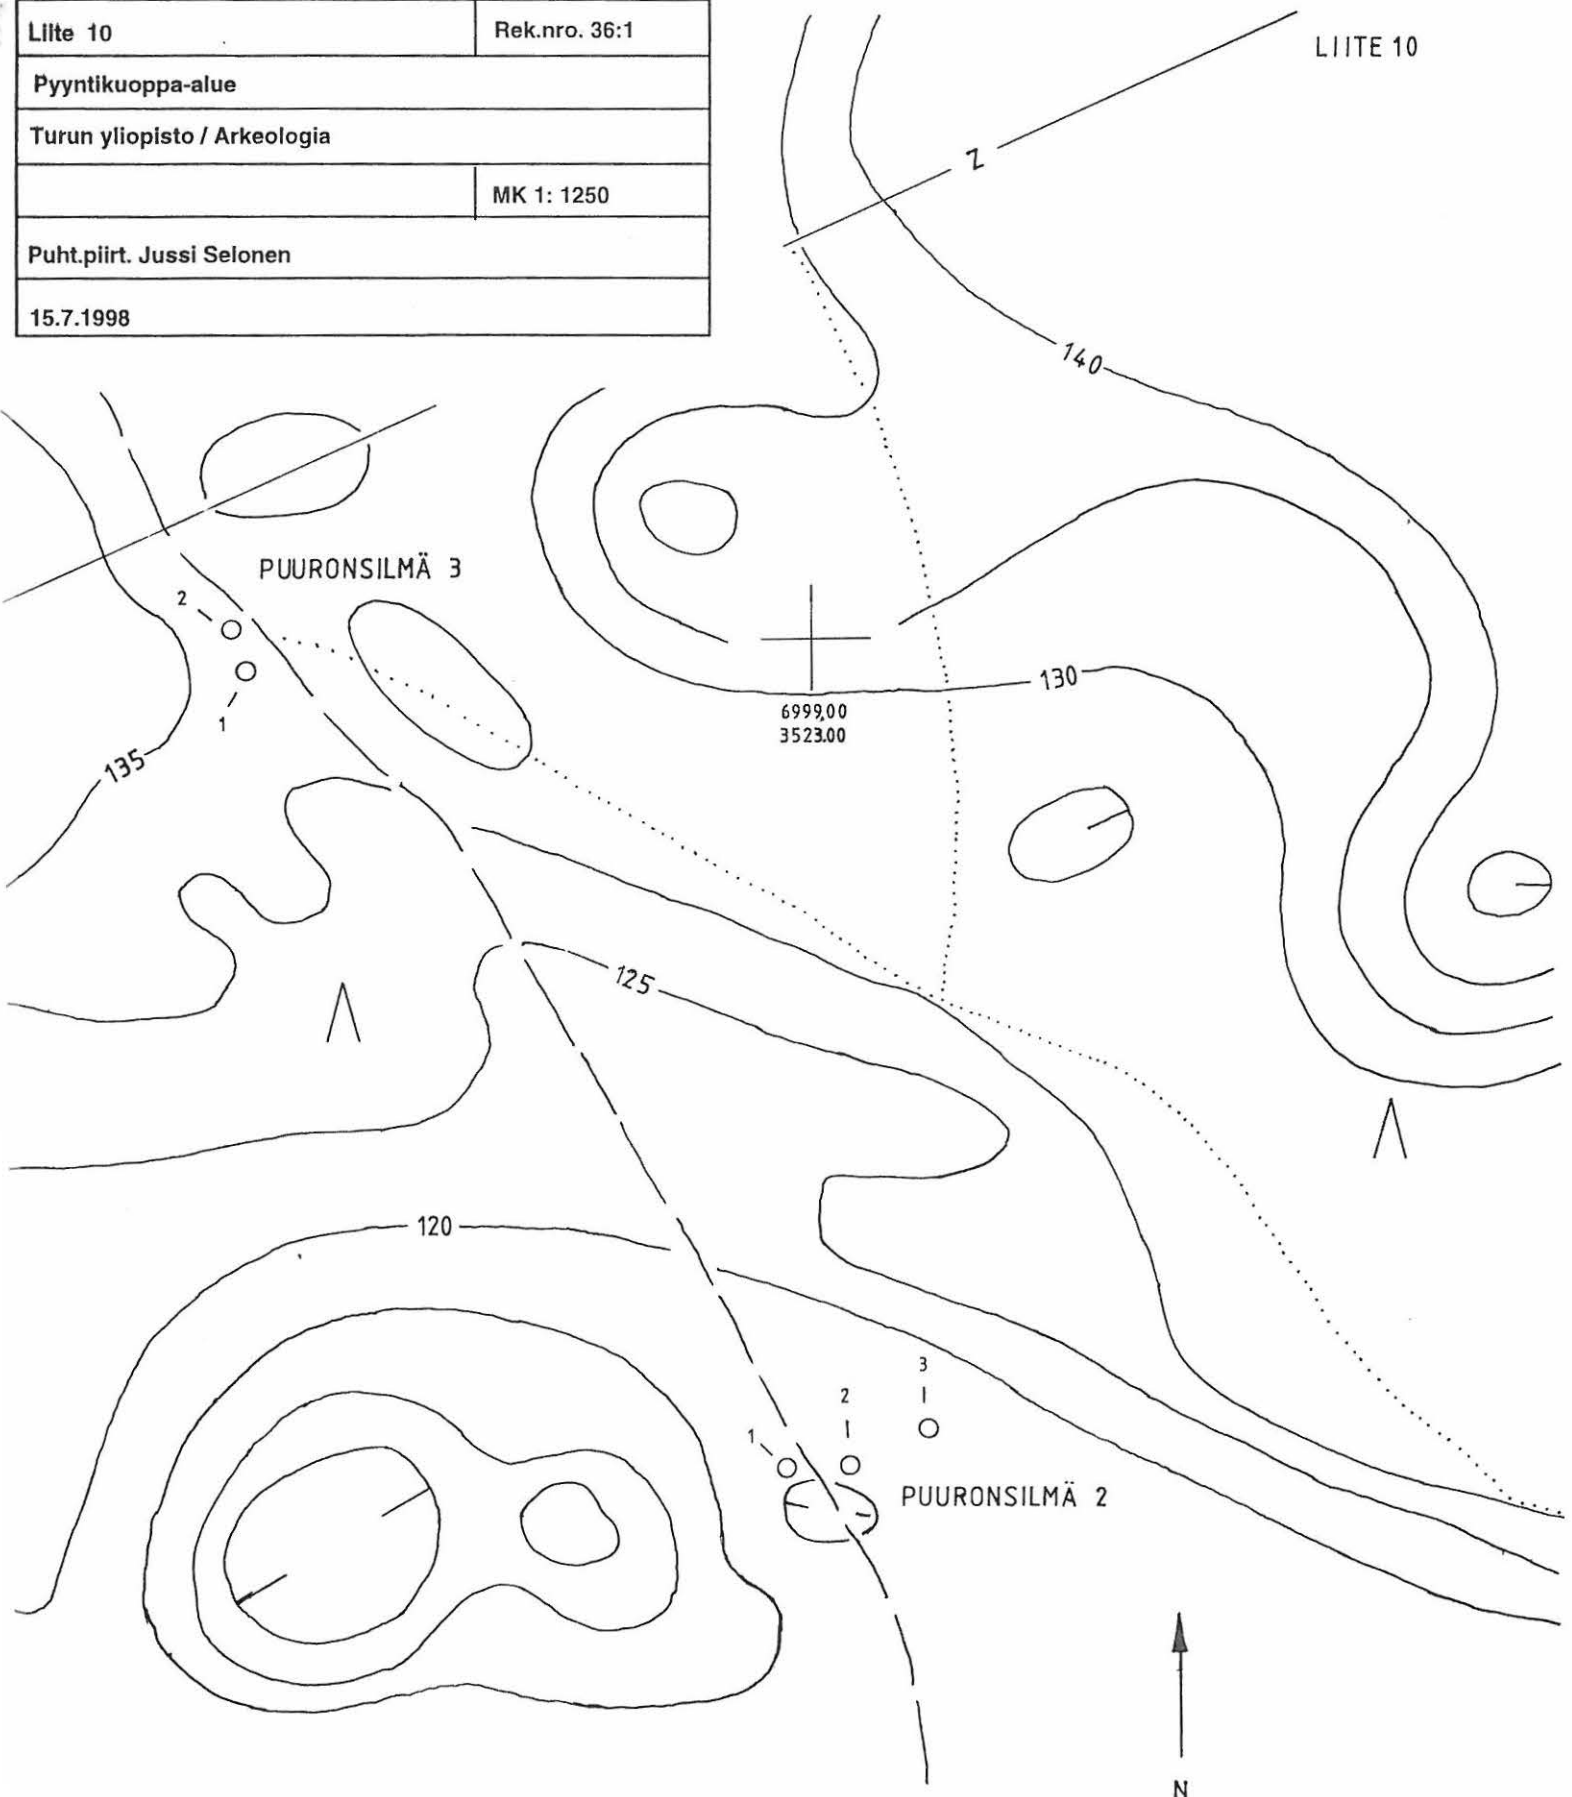 Liite 10
Rek.nro. 36:1
Pyyntikuoppa-alue
Turun yliopisto / Arkeologia
MK 1: 1250
Puht.piirt. Jussi Selonen
15.7.1998
LIITE 10
Z
140
PUURONSILMÄ 3
2
1
135
130
6999,00
3523.00
125
120
3
2
1
PUURONSILMÄ 2
N